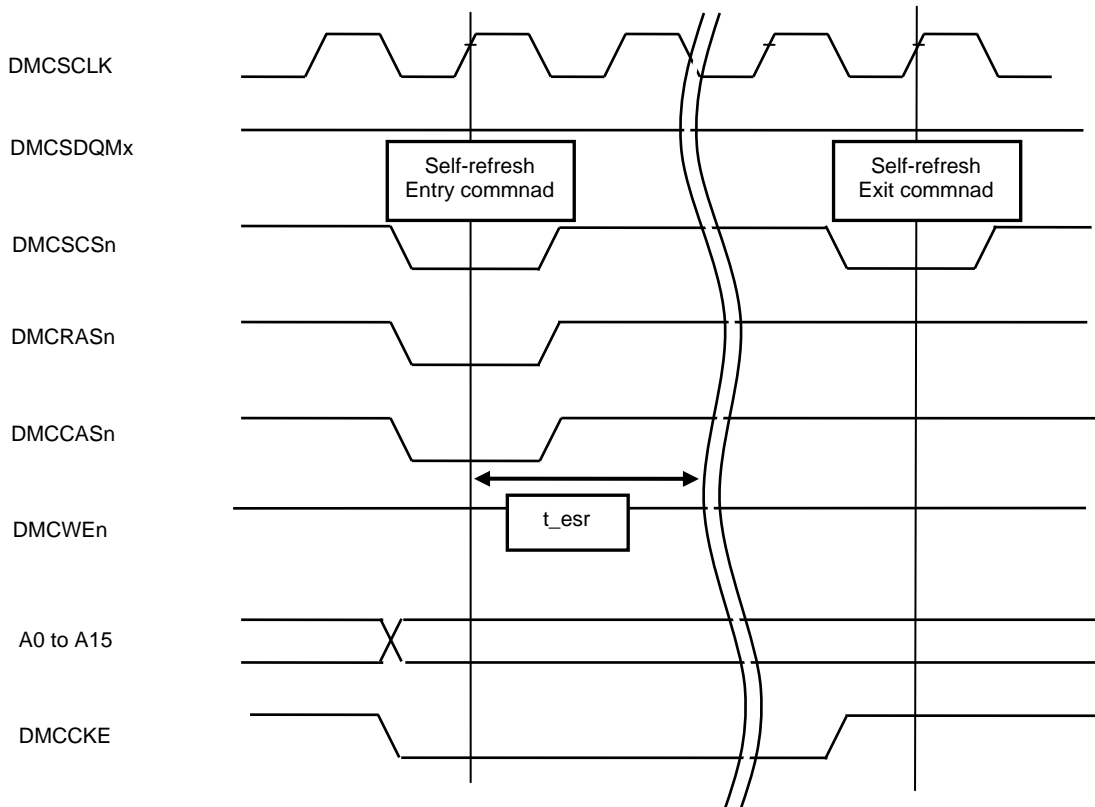 DMCSCLK
DMCSDQMx
Self-refresh
Entry commnad
Self-refresh
Exit commnad
DMCSCSn
DMCRASn
DMCCASn
DMCWEn
t_esr
A0 to A15
DMCCKE